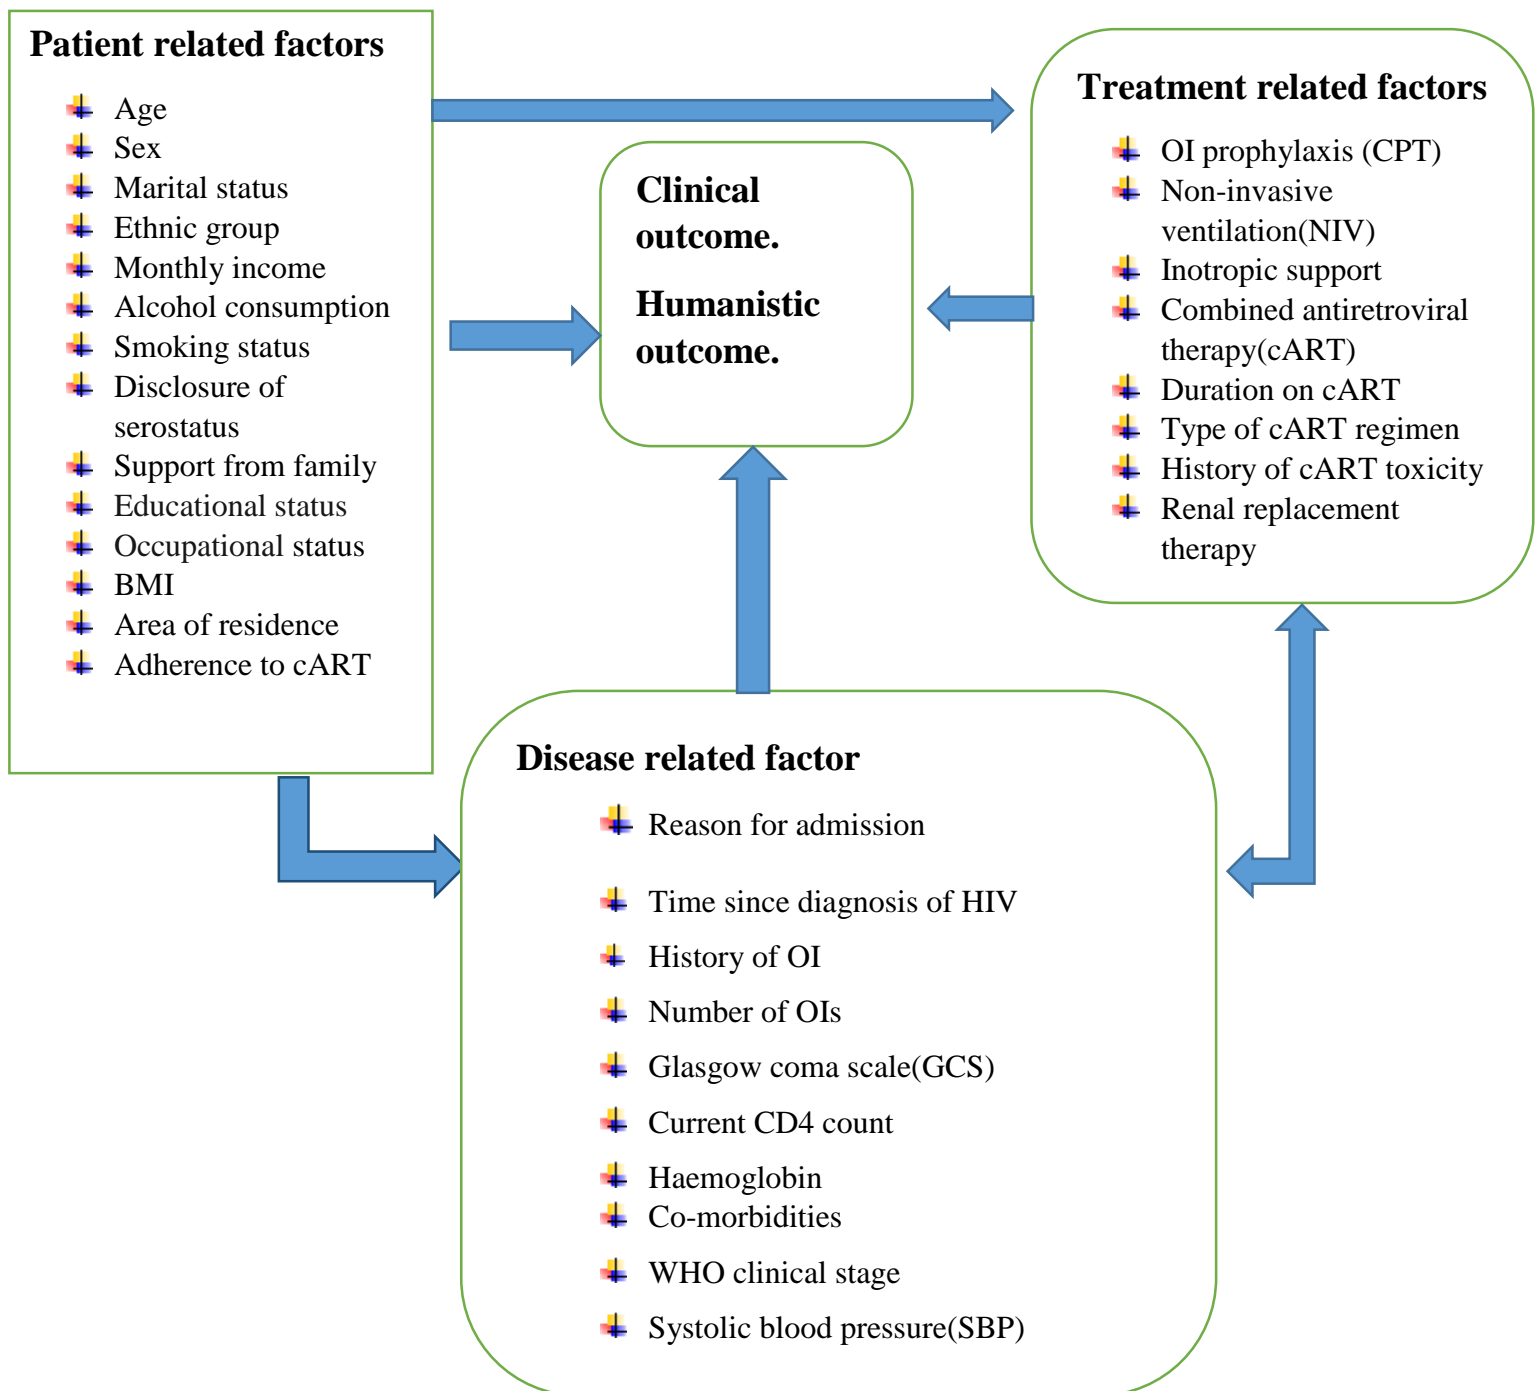 Patient related factors
Age
Sex
Marital status
Ethnic group
Monthly income
Alcohol consumption
Smoking status
Disclosure of
serostatus
Support from family
Educational status
Occupational status
BMI
Area of residence
Adherence to cART
Clinical
outcome.
Humanistic
outcome.
Treatment related factors
OI prophylaxis (CPT)
Non-invasive
ventilation(NIV)
Inotropic support
Combined antiretroviral
therapy(cART)
Duration on cART
Type of cART regimen
History of cART toxicity
Renal replacement
therapy
Disease related factor
Reason for admission
Time since diagnosis of HIV
History of OI
Number of OIs
Glasgow coma scale(GCS)
Current CD4 count
Haemoglobin
Co-morbidities
WHO clinical stage
Systolic blood pressure(SBP)